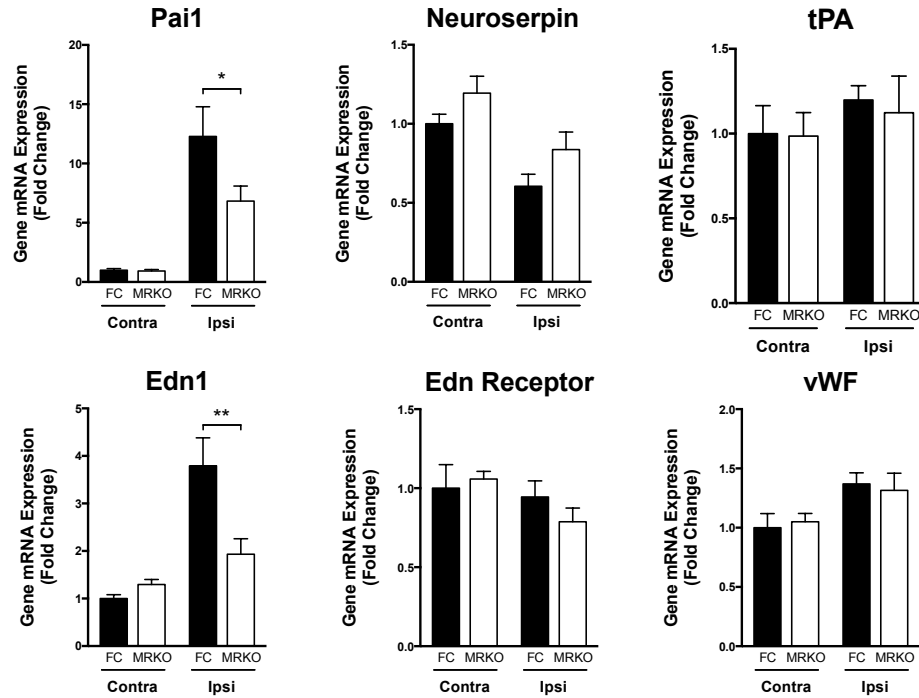 Pai1
Gene mRNA Expression
(Fold Change)
20
15
10
5
0
*
FC MRKO FC MRKO
Contra Ipsi
Neuroserpin
Gene mRNA Expression
(Fold Change)
1.5
1.0
0.5
0.0
FC MRKO FC MRKO
Contra Ipsi
tPA
Gene mRNA Expression
(Fold Change)
1.5
1.0
0.5
0.0
FC MRKO FC MRKO
Contra Ipsi
Edn1
Gene mRNA Expression
(Fold Change)
5
4
3
2
1
0
**
FC MRKO FC MRKO
Contra Ipsi
Edn Receptor
Gene mRNA Expression
(Fold Change)
1.5
1.0
0.5
0.0
FC MRKO FC MRKO
Contra Ipsi
vWF
Gene mRNA Expression
(Fold Change)
2.0
1.5
1.0
0.5
0.0
FC MRKO FC MRKO
Contra Ipsi